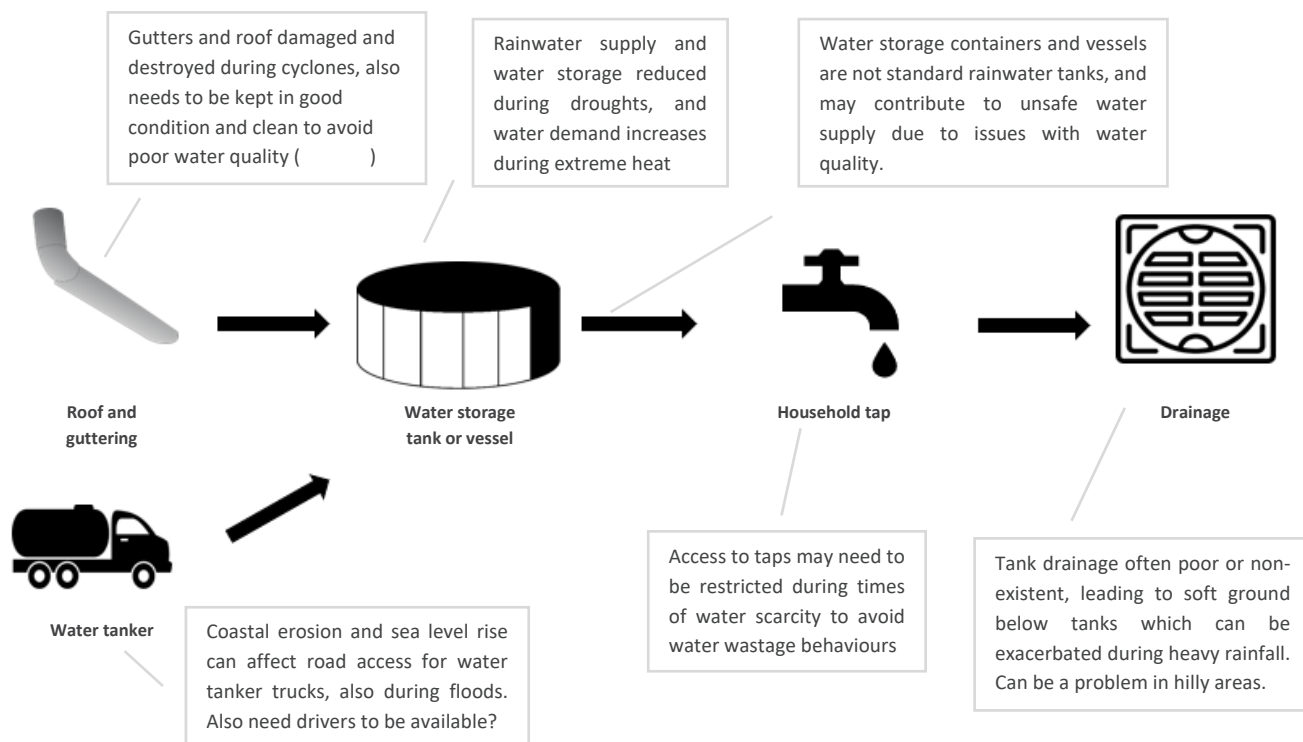 Gutters and roof damaged and
destroyed during cyclones, also
needs to be kept in good
condition and clean to avoid
poor water quality (            )
Rainwater supply and
water storage reduced
during droughts, and
water demand increases
during extreme heat
Water storage containers and vessels
are not standard rainwater tanks, and
may contribute to unsafe water
supply due to issues with water
quality.
Roof and
guttering
Water storage
tank or vessel
Household tap
Drainage
Water tanker
Coastal erosion and sea level rise
can affect road access for water
tanker trucks, also during floods.
Also need drivers to be available?
Access to taps may need to
be restricted during times
of water scarcity to avoid
water wastage behaviours
Tank drainage often poor or non-
existent, leading to soft ground
below tanks which can be
exacerbated during heavy rainfall.
Can be a problem in hilly areas.